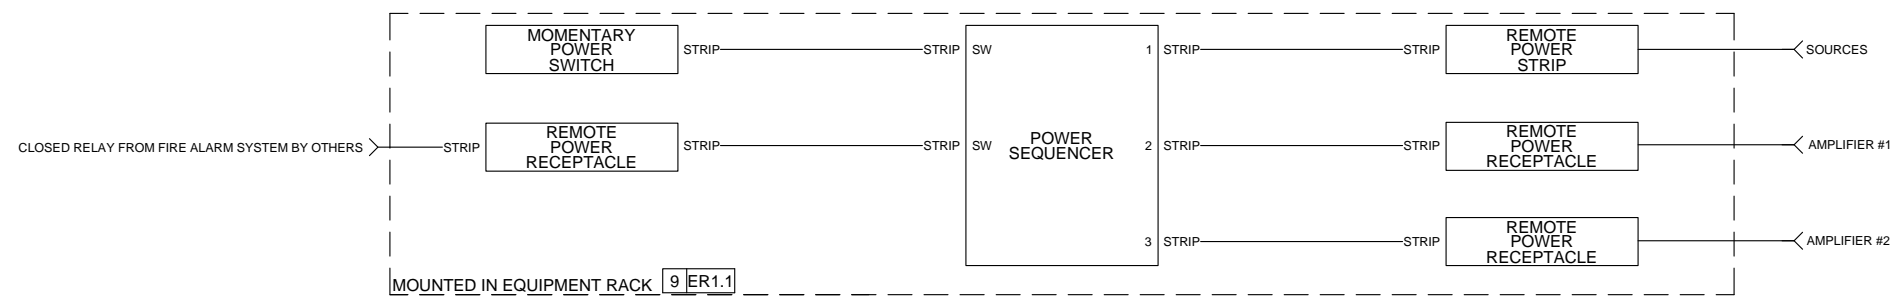 MOMENTARY
POWER
SWITCH
STRIP
STRIP
SW
1
STRIP
STRIP
REMOTE
POWER
STRIP
SOURCES
CLOSED RELAY FROM FIRE ALARM SYSTEM BY OTHERS
STRIP
REMOTE
POWER
RECEPTACLE
STRIP
STRIP
SW
POWER
SEQUENCER
2
STRIP
STRIP
REMOTE
POWER
RECEPTACLE
AMPLIFIER #1
3
STRIP
STRIP
REMOTE
POWER
RECEPTACLE
AMPLIFIER #2
MOUNTED IN EQUIPMENT RACK
9 ER1.1